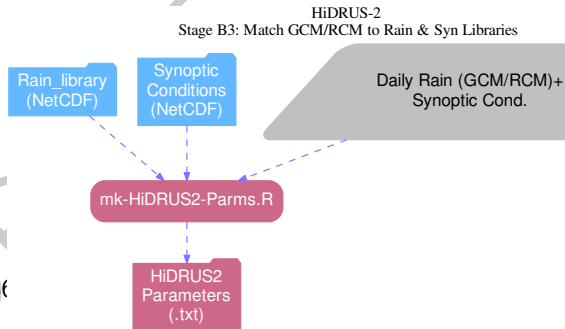 HiDRUS-2
Stage B3: Match GCM/RCM to Rain & Syn Libraries
Rain_library
(NetCDF)
Synoptic
Conditions
(NetCDF)
Daily Rain (GCM/RCM)+
Synoptic Cond.
mk-HiDRUS2-Parms.R
HiDRUS2
Parameters
(.txt)